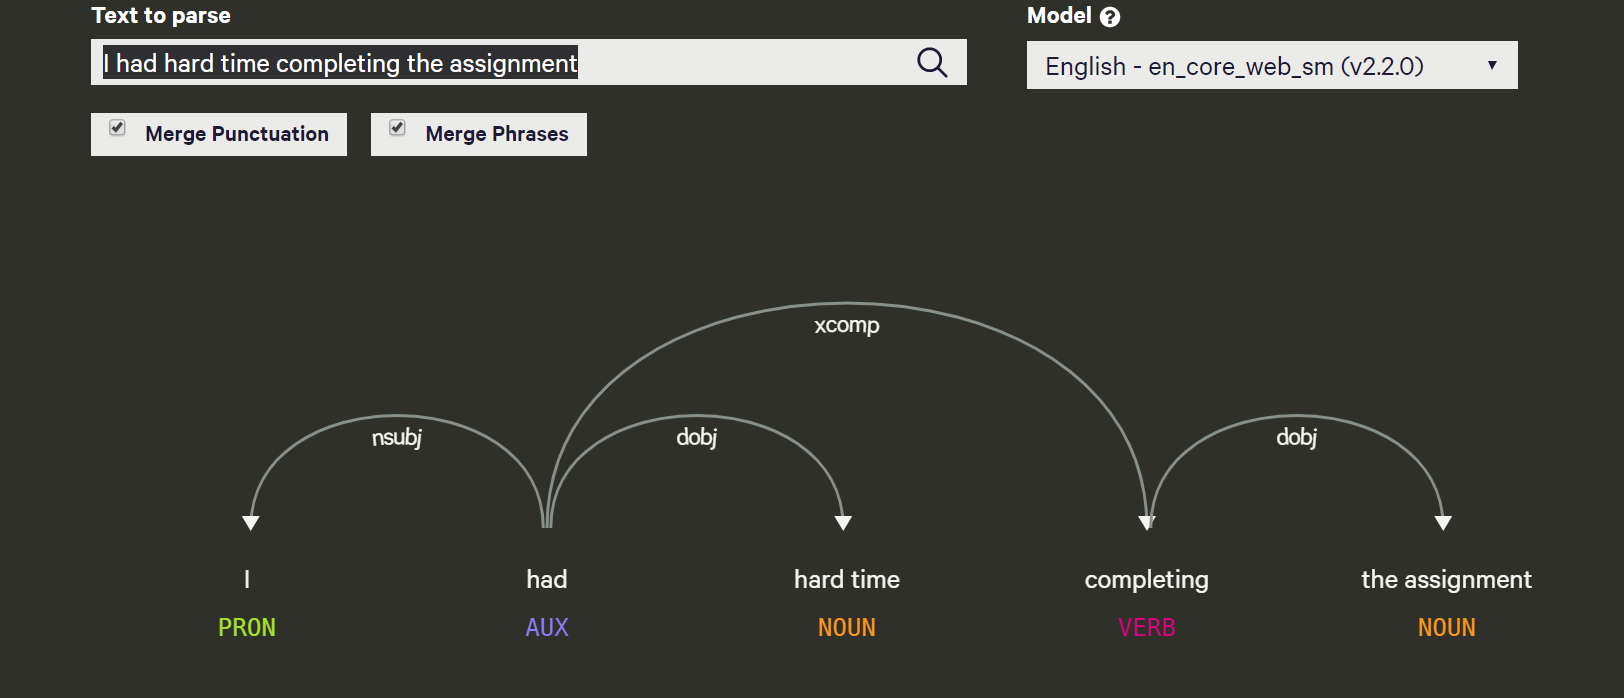 Text to parse
Model ?
I had hard time completing the assignment
English - en_core_web_sm (v2.2.0)
Merge Punctuation
Merge Phrases
xcomp
nsubj
dobj
dobj
I
had
hard time
completing
the assignment
PRON
AUX
NOUN
VERB
NOUN